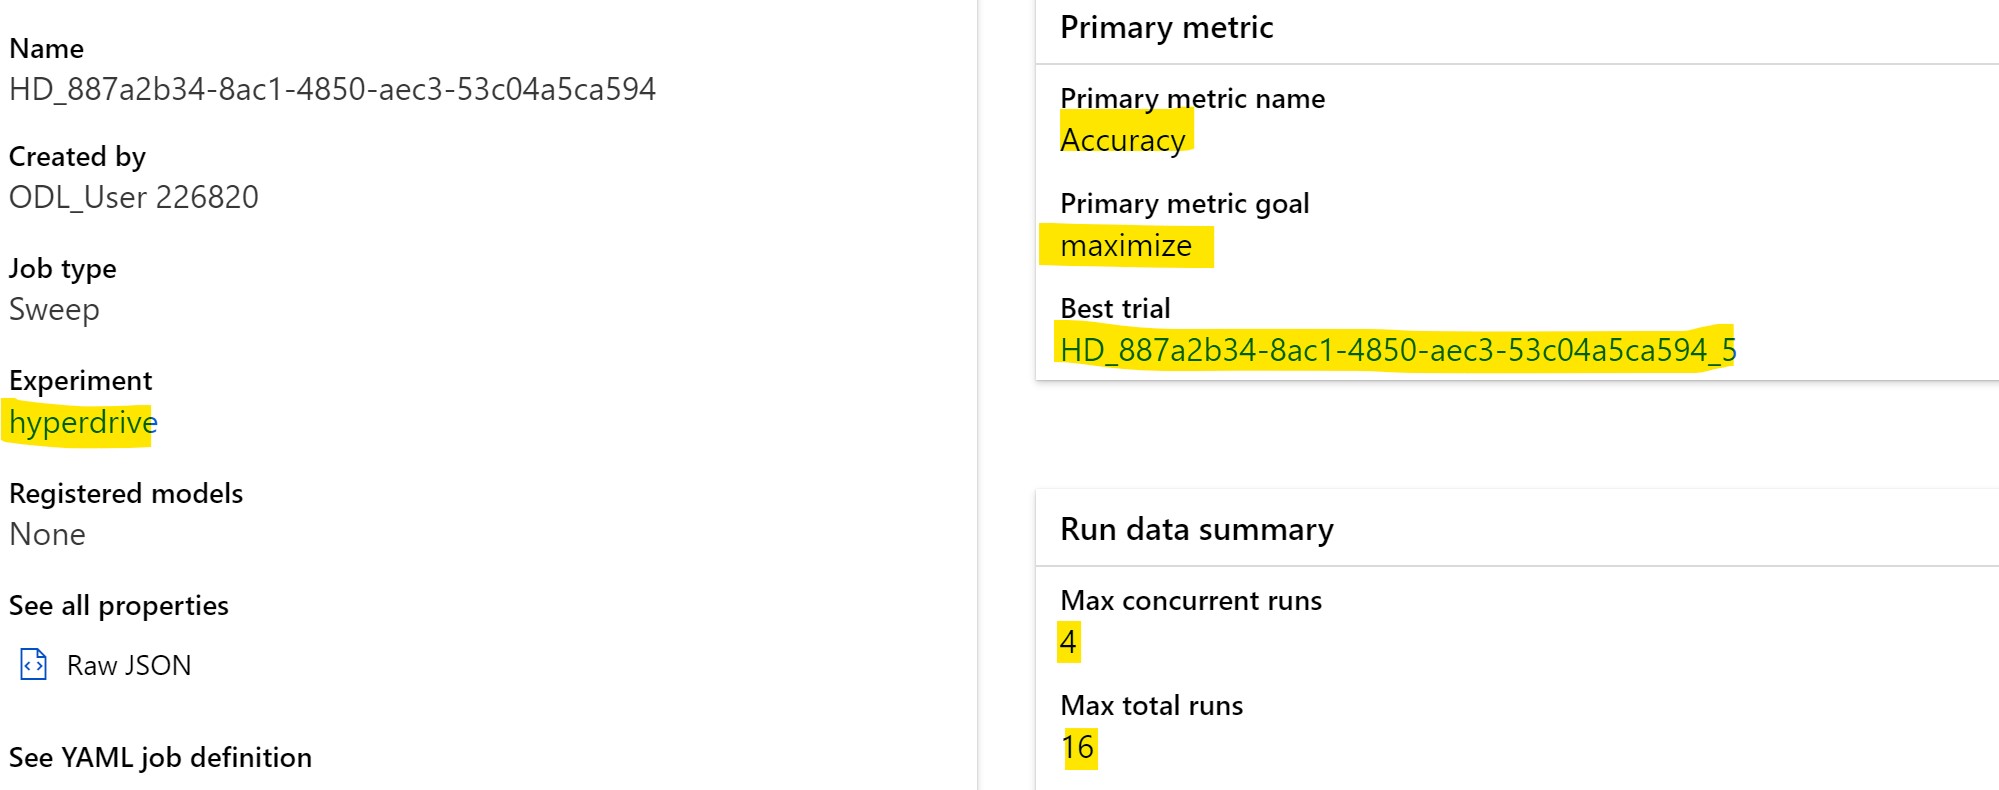 Name
HD_887a2b34-8ac1-4850-aec3-53c04a5ca594
Created by
ODL_User 226820
Job type
Sweep
Experiment
hyperdrive
Registered models
None
See all properties
Raw JSON
See YAML job definition
Primary metric
Primary metric name
Accuracy
Primary metric goal
maximize
Best trial
HD_887a2b34-8ac1-4850-aec3-53c04a5ca594_5
Run data summary
Max concurrent runs
4
Max total runs
16